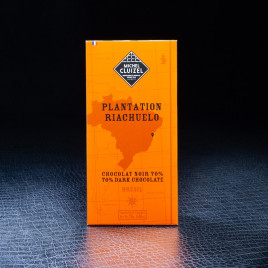 MICHEL
CLUIZEL
PLANTATION
RIACHUELO
CHOCOLAT NOIR 70%
70% DARK CHOCOLATE
BRÉSIL